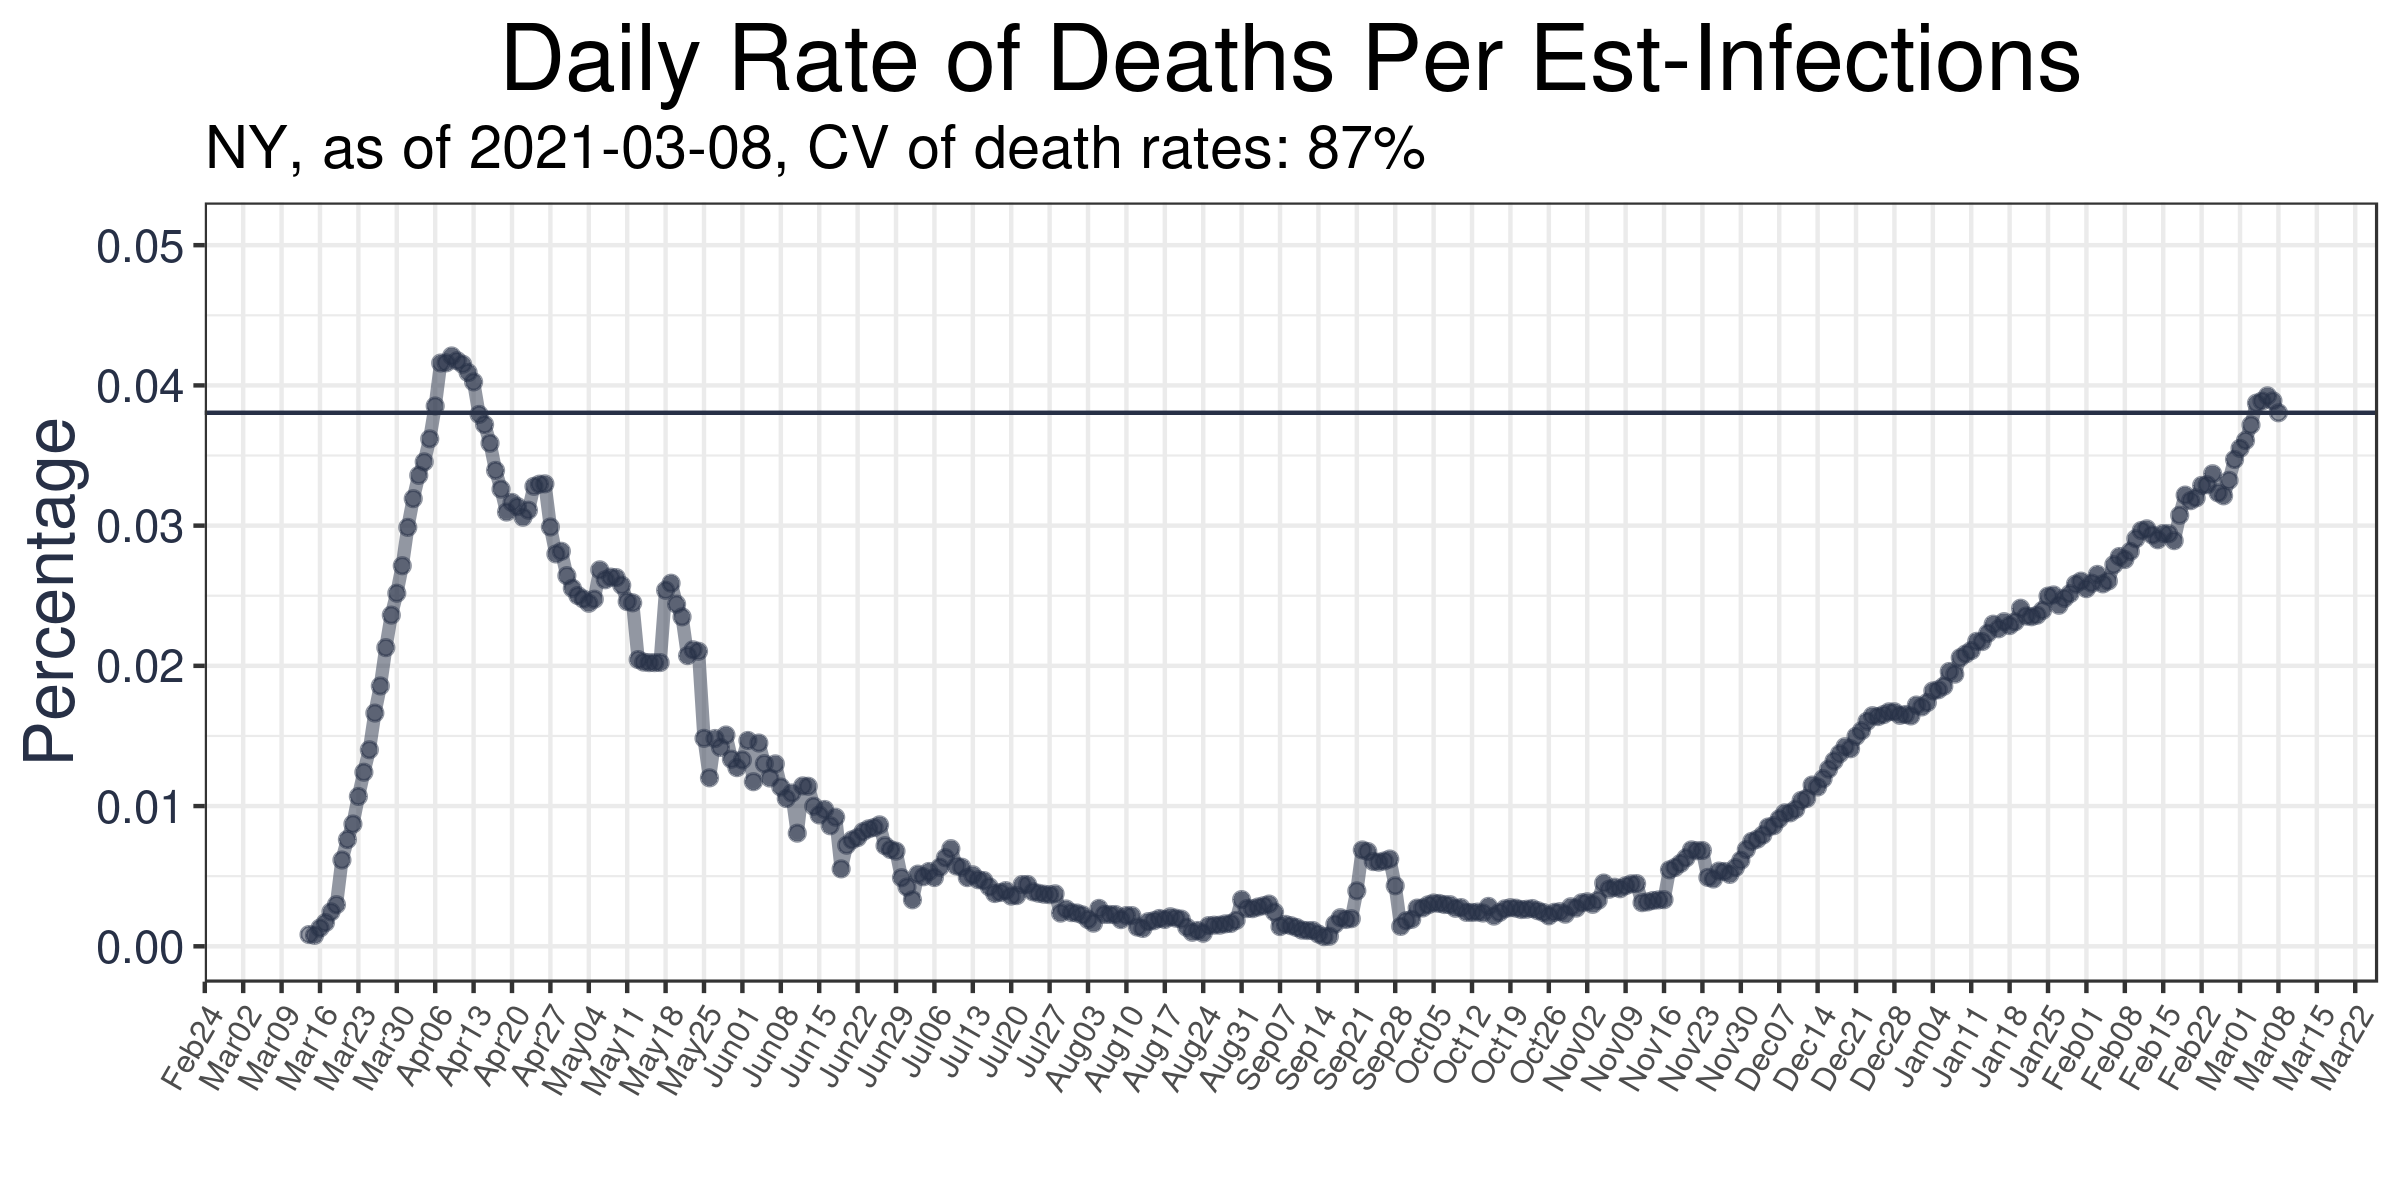 Daily Rate of Deaths Per Est-Infections
NY, as of 2021-03-08, CV of death rates: 87%
Percentage
0.05
0.04
0.03
0.02
0.01
0.00
Feb24
Mar02
Mar09
Mar16
Mar23
Mar30
Apr06
Apr13
Apr20
Apr27
May04
May11
May18
May25
Jun01
Jun08
Jun15
Jun22
Jun29
Jul06
Jul13
Jul20
Jul27
Aug03
Aug10
Aug17
Aug24
Aug31
Sep07
Sep14
Sep21
Sep28
Oct05
Oct12
Oct19
Oct26
Nov02
Nov09
Nov16
Nov23
Nov30
Dec07
Dec14
Dec21
Dec28
Jan04
Jan11
Jan18
Jan25
Feb01
Feb08
Feb15
Feb22
Mar01
Mar08
Mar15
Mar22